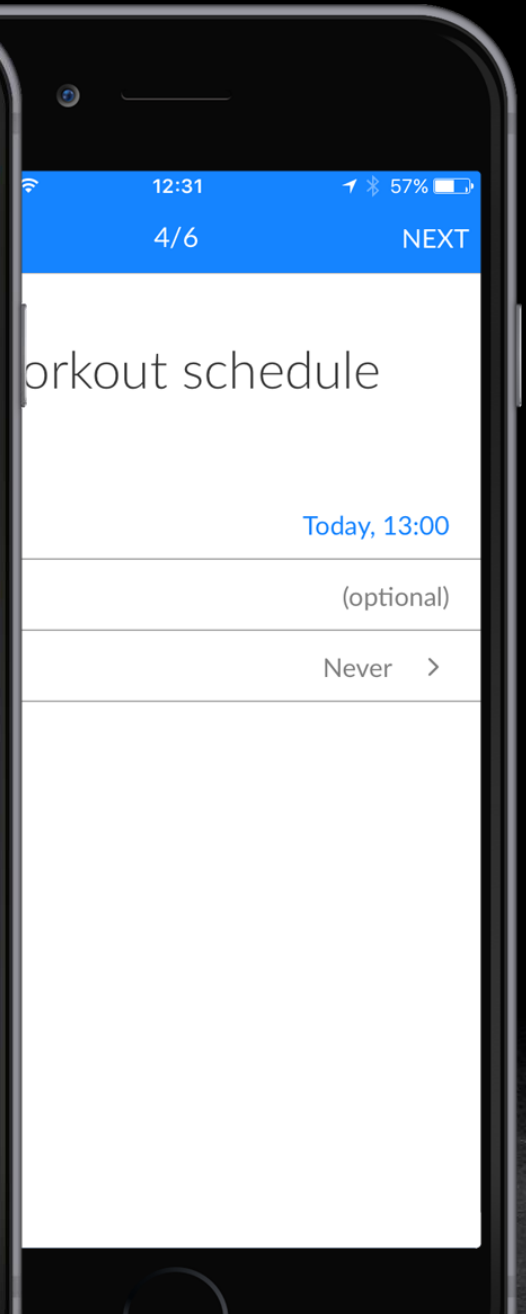 12:31 57%
4/6 NEXT
orkout schedule
Today, 13:00
(optional)
Never >